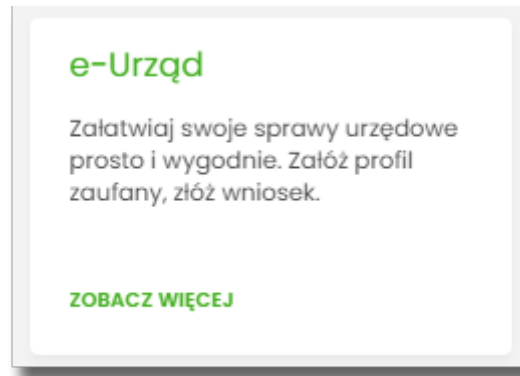 e-Urząd
Załatwiaj swoje sprawy urzędowe
prosto i wygodnie. Załóż profil
zaufany, złóż wniosek.
ZOBACZ WIĘCEJ